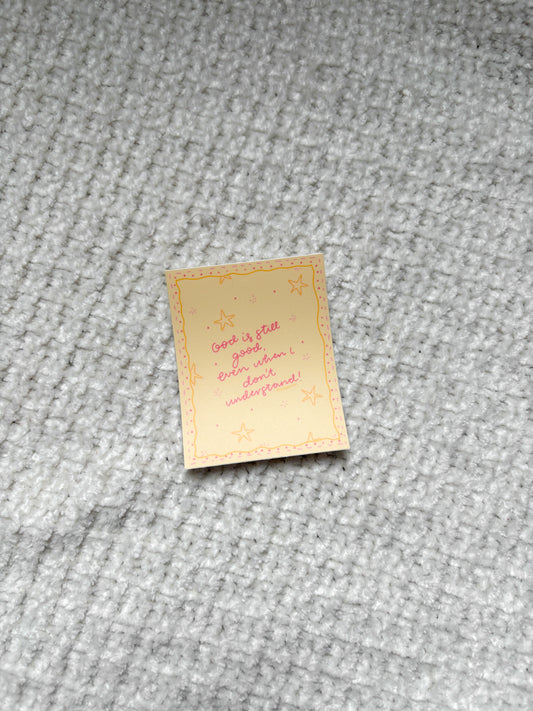 God is still
good,
even when i
don't
understand!